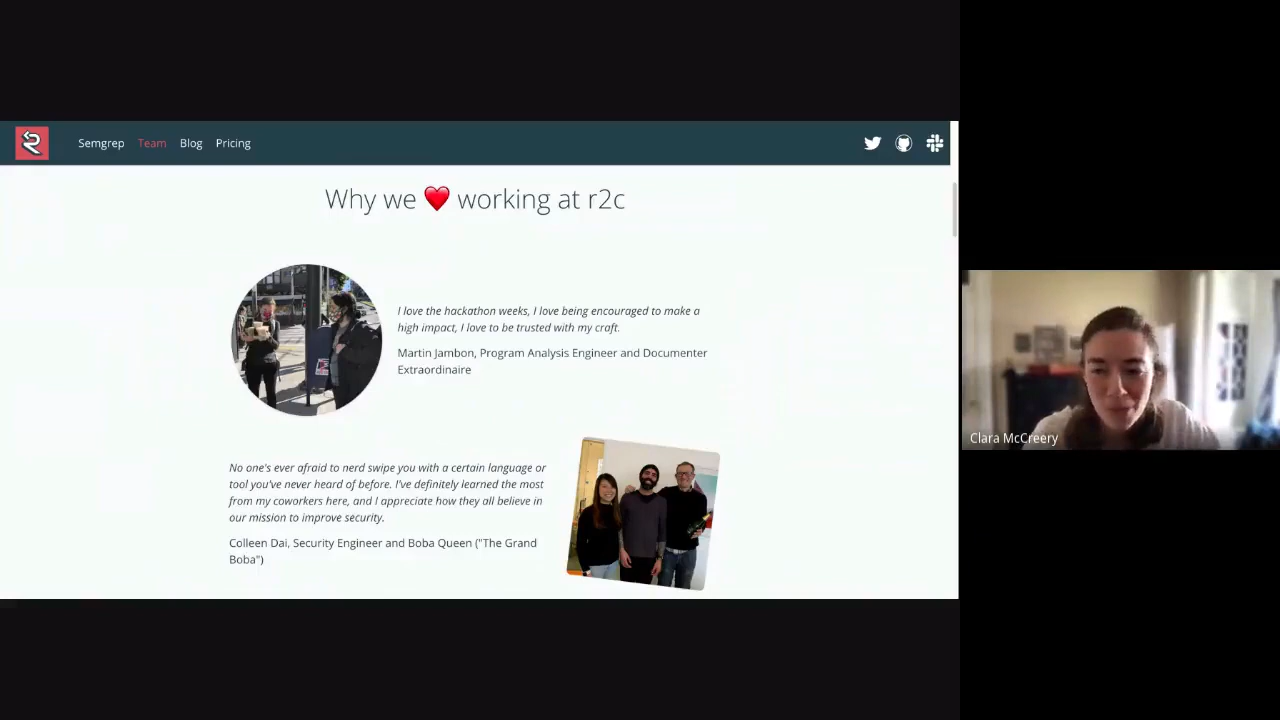 Semgrep Team Blog Pricing
Why we ❤️ working at r2c
I love the hackathon weeks, I love being encouraged to make a
high impact, I love to be trusted with my craft.
Martin Jambon, Program Analysis Engineer and Documenter
Extraordinaire
No one's ever afraid to nerd swipe you with a certain language or
tool you've never heard of before. I've definitely learned the most
from my coworkers here, and I appreciate how they all believe in
our mission to improve security.
Colleen Dai, Security Engineer and Boba Queen ("The Grand
Boba")
Clara McCreery